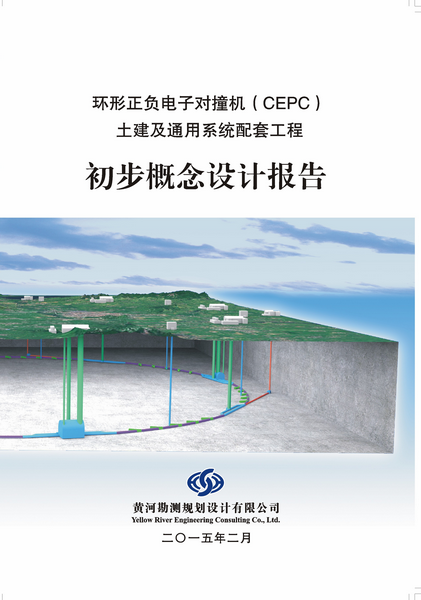 环形正负电子对撞机（CEPC）
土建及通用系统配套工程
初步概念设计报告
黄河勘测规划设计有限公司
Yellow River Engineering Consulting Co., Ltd.
二〇一五年二月